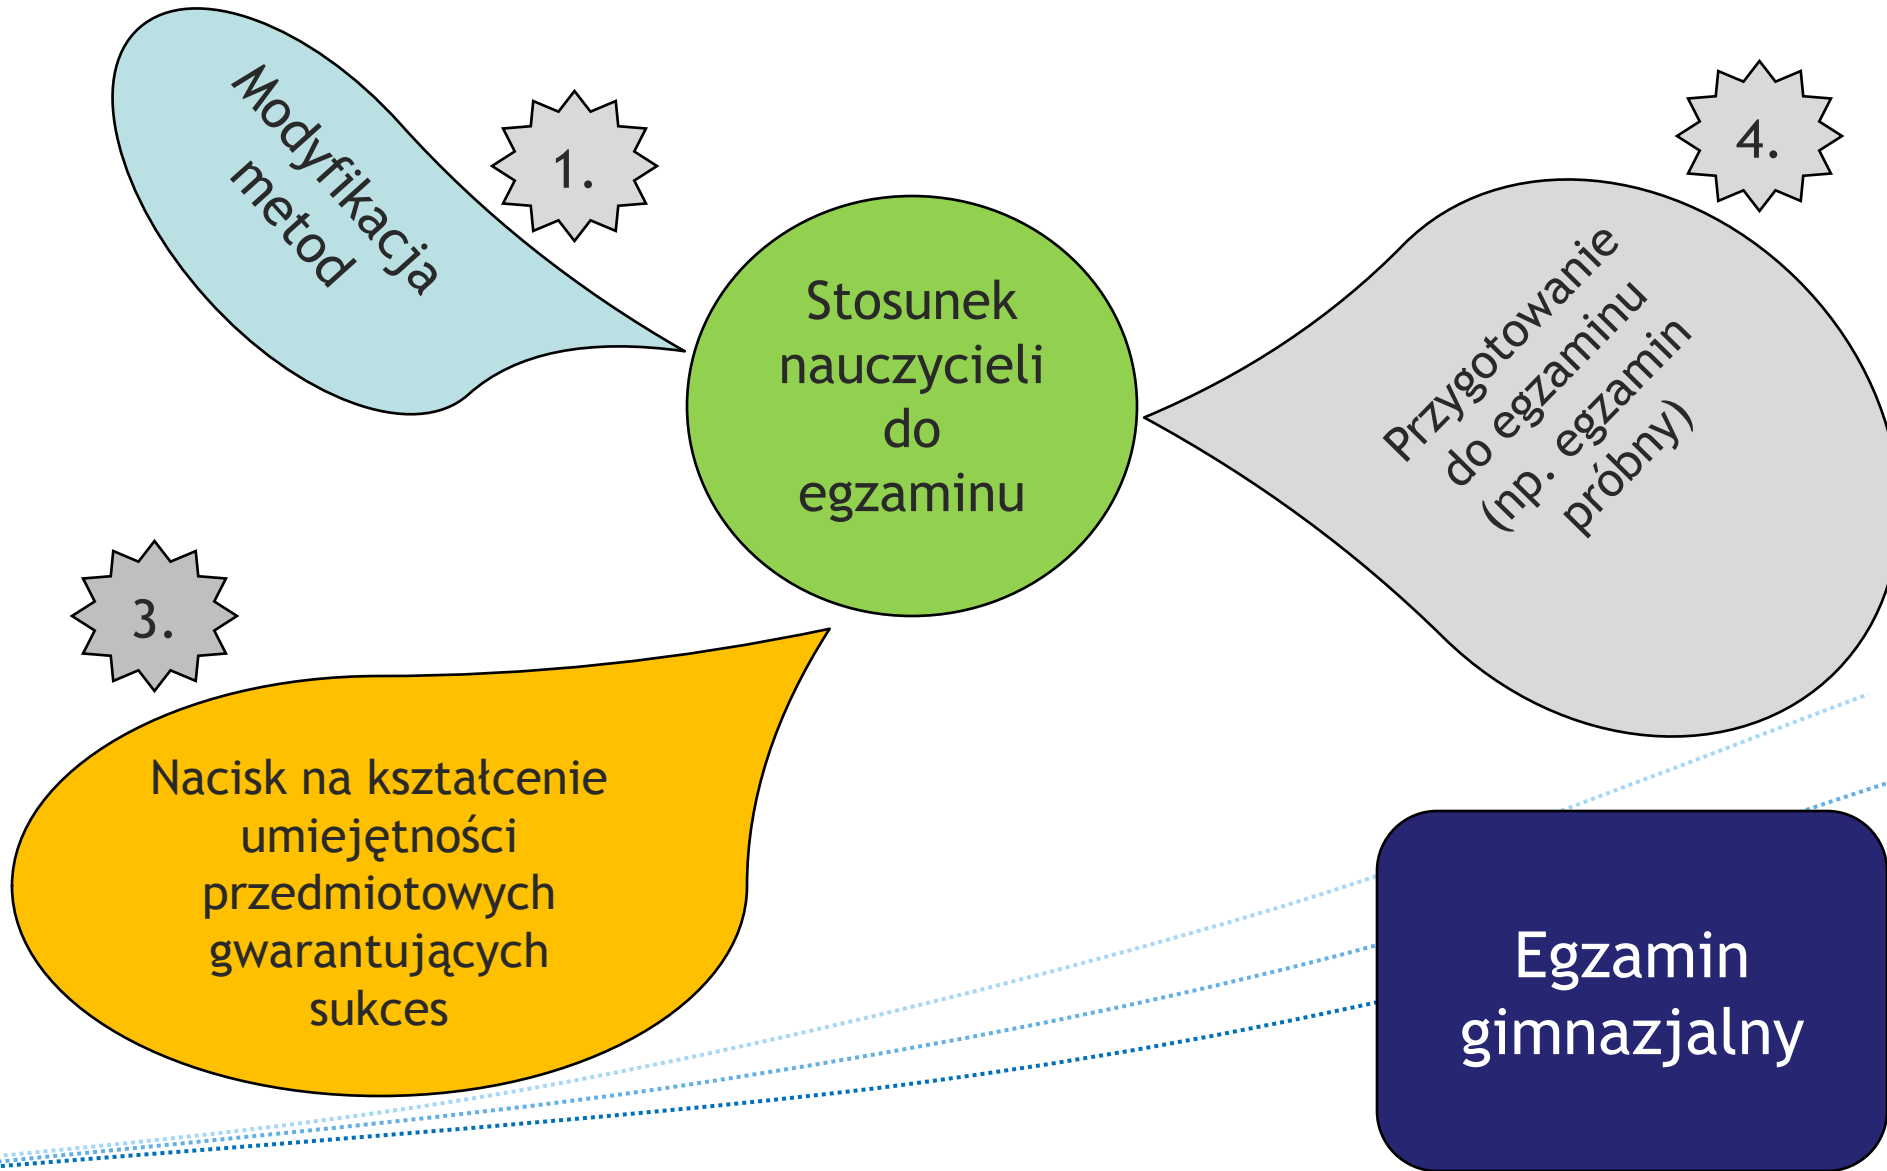 Modyfikacja
metod
1.
Stosunek
nauczycieli
do
egzaminu
4.
Przygotowanie
do egzaminu
(np. egzamin
próbny)
3.
Nacisk na kształcenie
umiejętności
przedmiotowych
gwarantujących
sukces
Egzamin
gimnazjalny